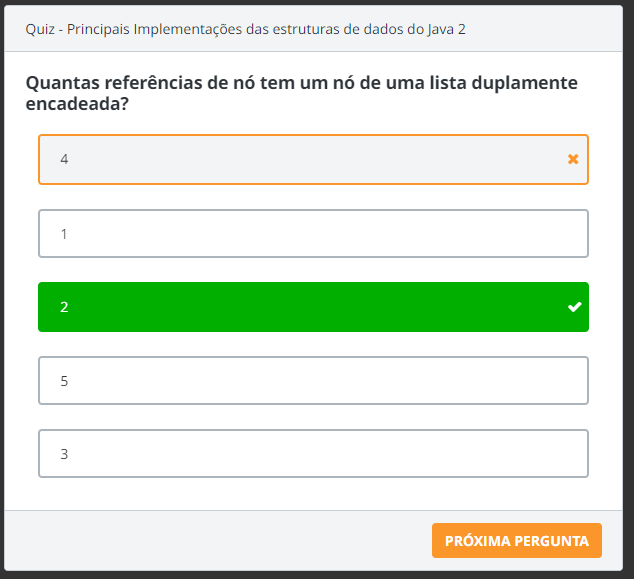 Quiz - Principais Implementações das estruturas de dados do Java 2
Quantas referências de nó tem um nó de uma lista duplamente
encadeada?
4
1
2
5
3
PRÓXIMA PERGUNTA